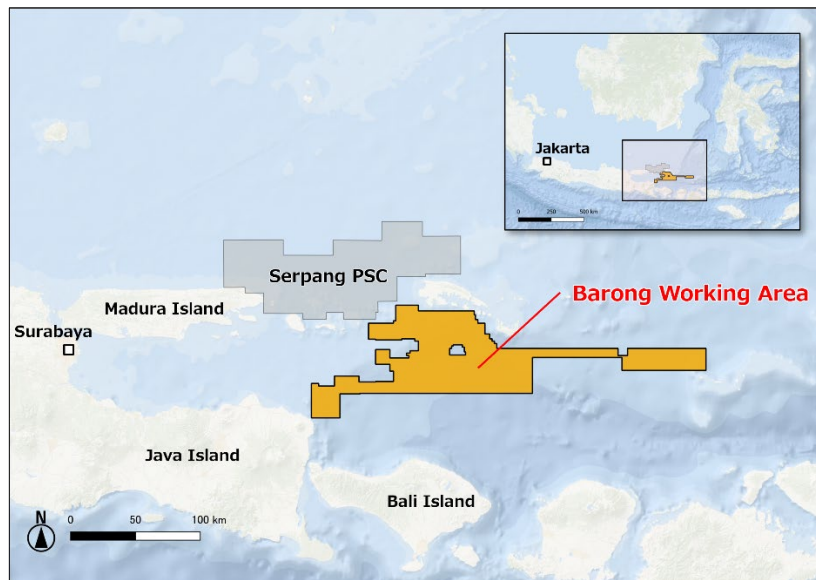 Jakarta
0 250 500 km
Serpang PSC
Barong Working Area
Madura Island
Surabaya
Java Island
Bali Island
N
0 50 100 km